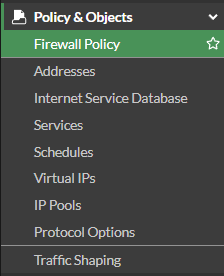 Policy & Objects
Firewall Policy
Addresses
Internet Service Database
Services
Schedules
Virtual IPs
IP Pools
Protocol Options
Traffic Shaping